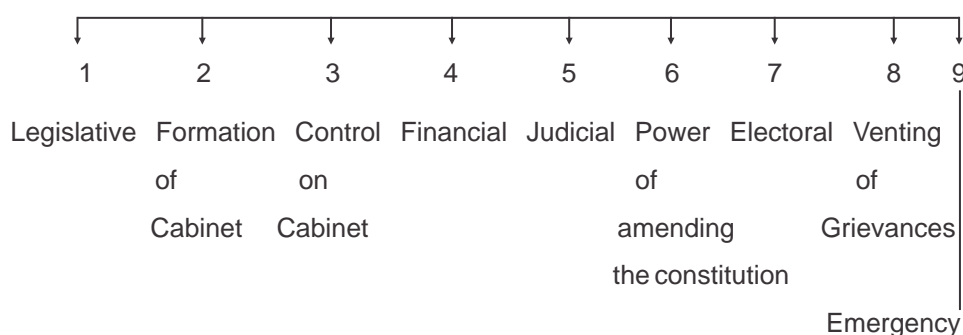 1 2 3 4 5 6 7 8 9
Legislative Formation Control Financial Judicial Power Electoral Venting
of on of of
Cabinet Cabinet amending Grievances
the constitution
Emergency